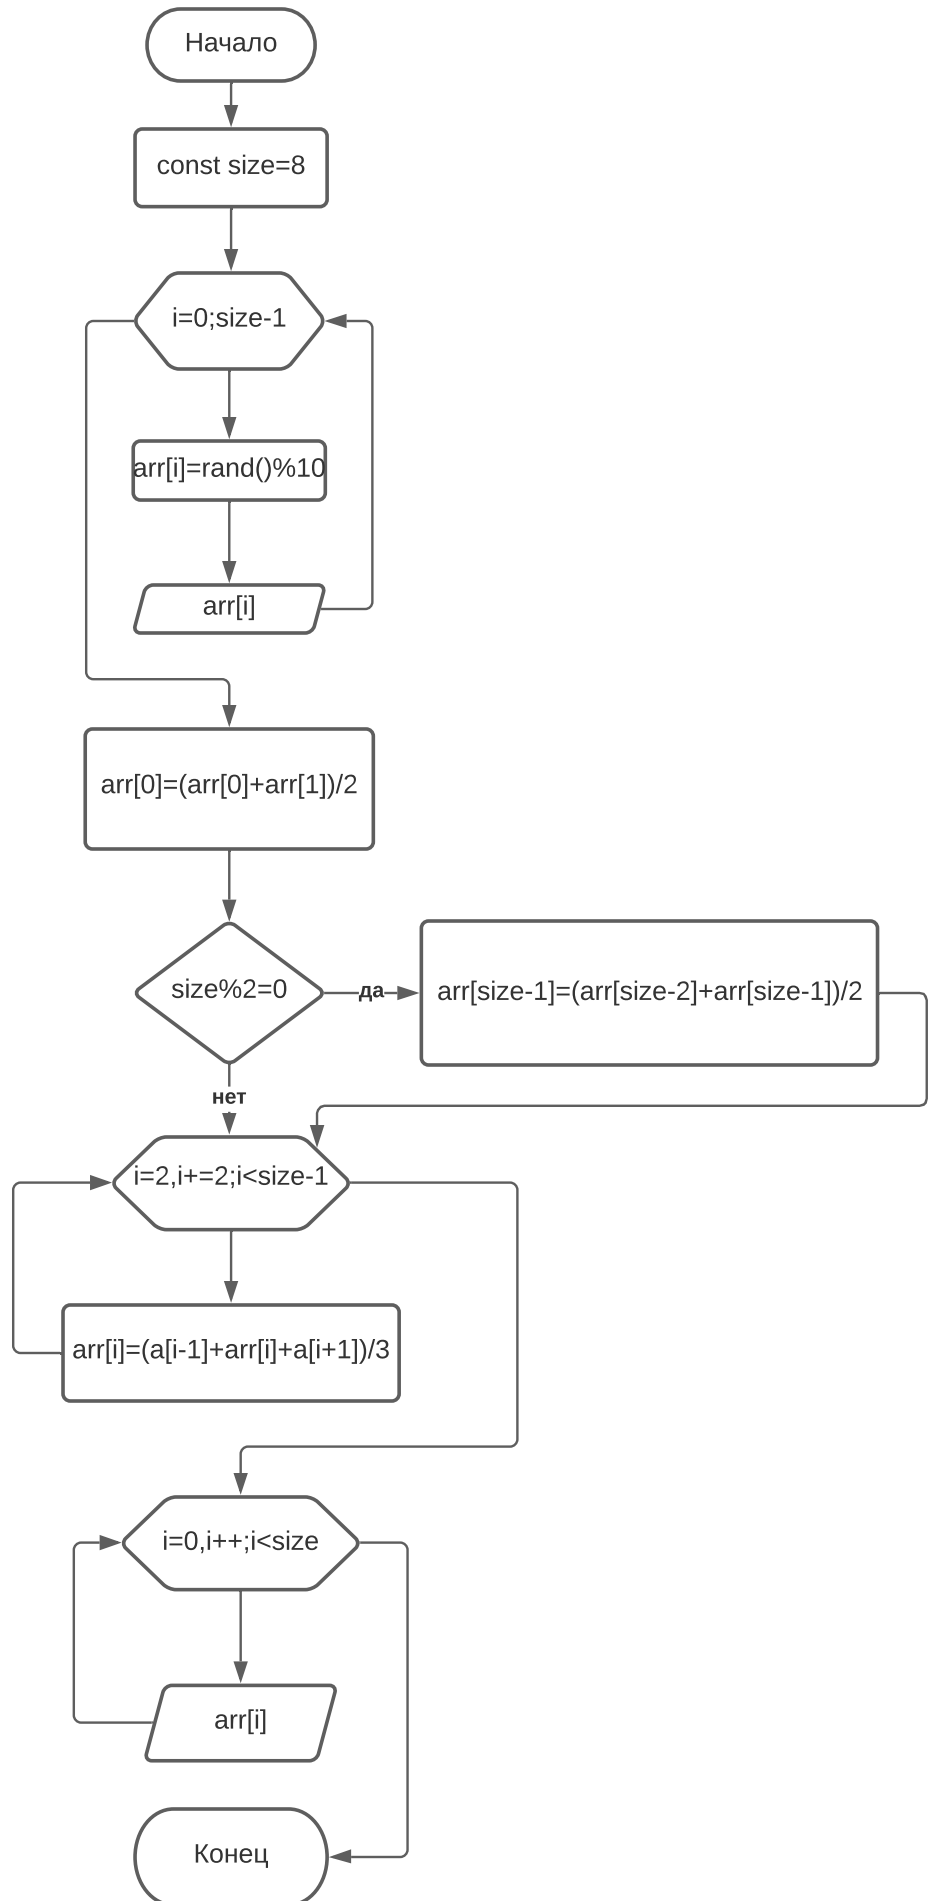 Начало
const size=8
i=0;size-1
arr[i]=rand()%10
arr[i]
arr[0]=(arr[0]+arr[1])/2
size%2=0
да
arr[size-1]=(arr[size-2]+arr[size-1])/2
нет
i=2,i+=2;i<size-1
arr[i]=(a[i-1]+arr[i]+a[i+1])/3
i=0,i++;i<size
arr[i]
Конец